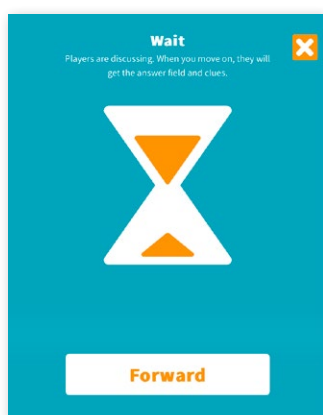 Wait
Players are discussing. When you move on, they will
get the answer field and clues.
Forward